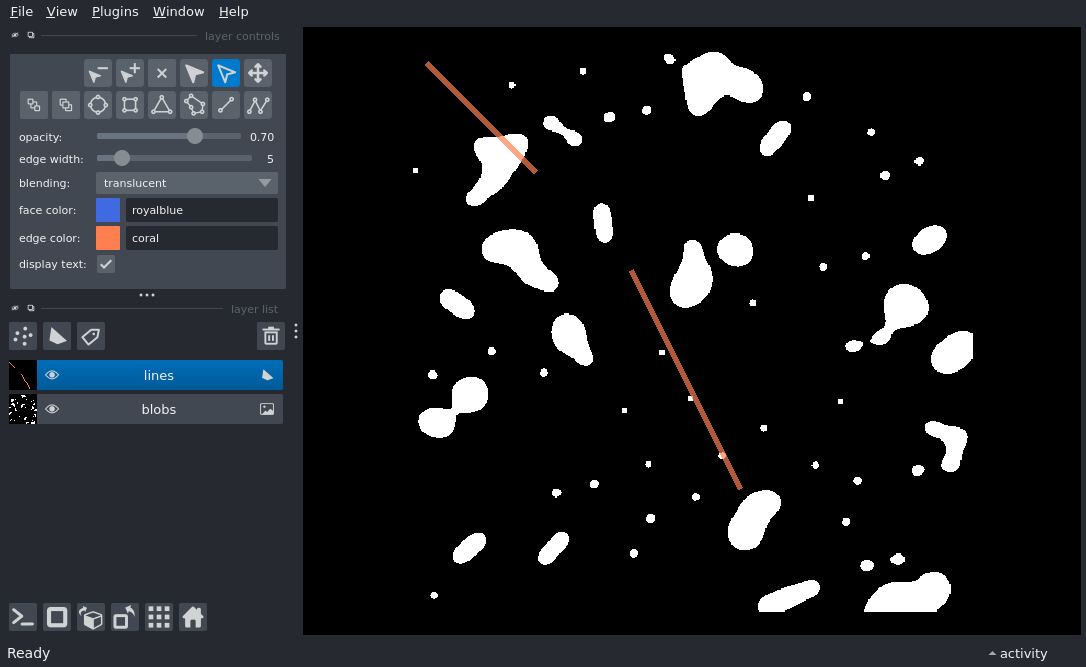 File View Plugins Window Help
layer controls
opacity: 0.70
edge width: 5
blending: translucent
face color: royalblue
edge color: coral
display text:
layer list
lines
blobs
Ready
activity